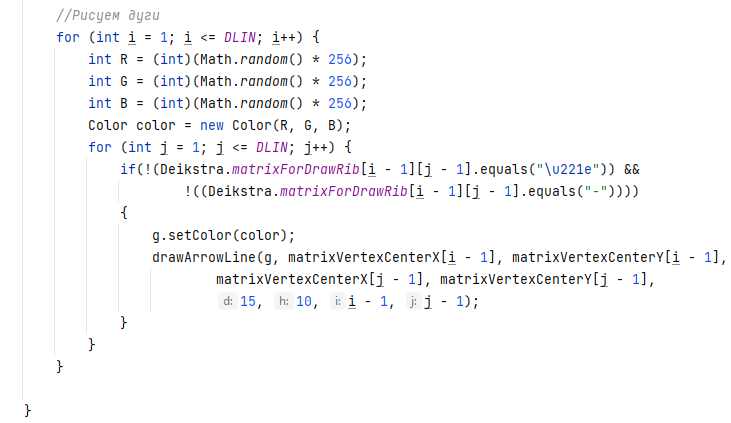 //Рисуем дуги
for (int i = 1; i <= DLIN; i++) {
int R = (int)(Math.random() * 256);
int G = (int)(Math.random() * 256);
int B = (int)(Math.random() * 256);
Color color = new Color(R, G, B);
for (int j = 1; j <= DLIN; j++) {
if(!(Deikstra.matrixForDrawRib[i - 1][j - 1].equals("\u221e")) &&
!((Deikstra.matrixForDrawRib[i - 1][j - 1].equals("-"))))
{
g.setColor(color);
drawArrowLine(g, matrixVertexCenterX[i - 1], matrixVertexCenterY[i - 1],
matrixVertexCenterX[j - 1], matrixVertexCenterY[j - 1],
d: 15, h: 10, i: i - 1, j: j - 1);
}
}
}
}